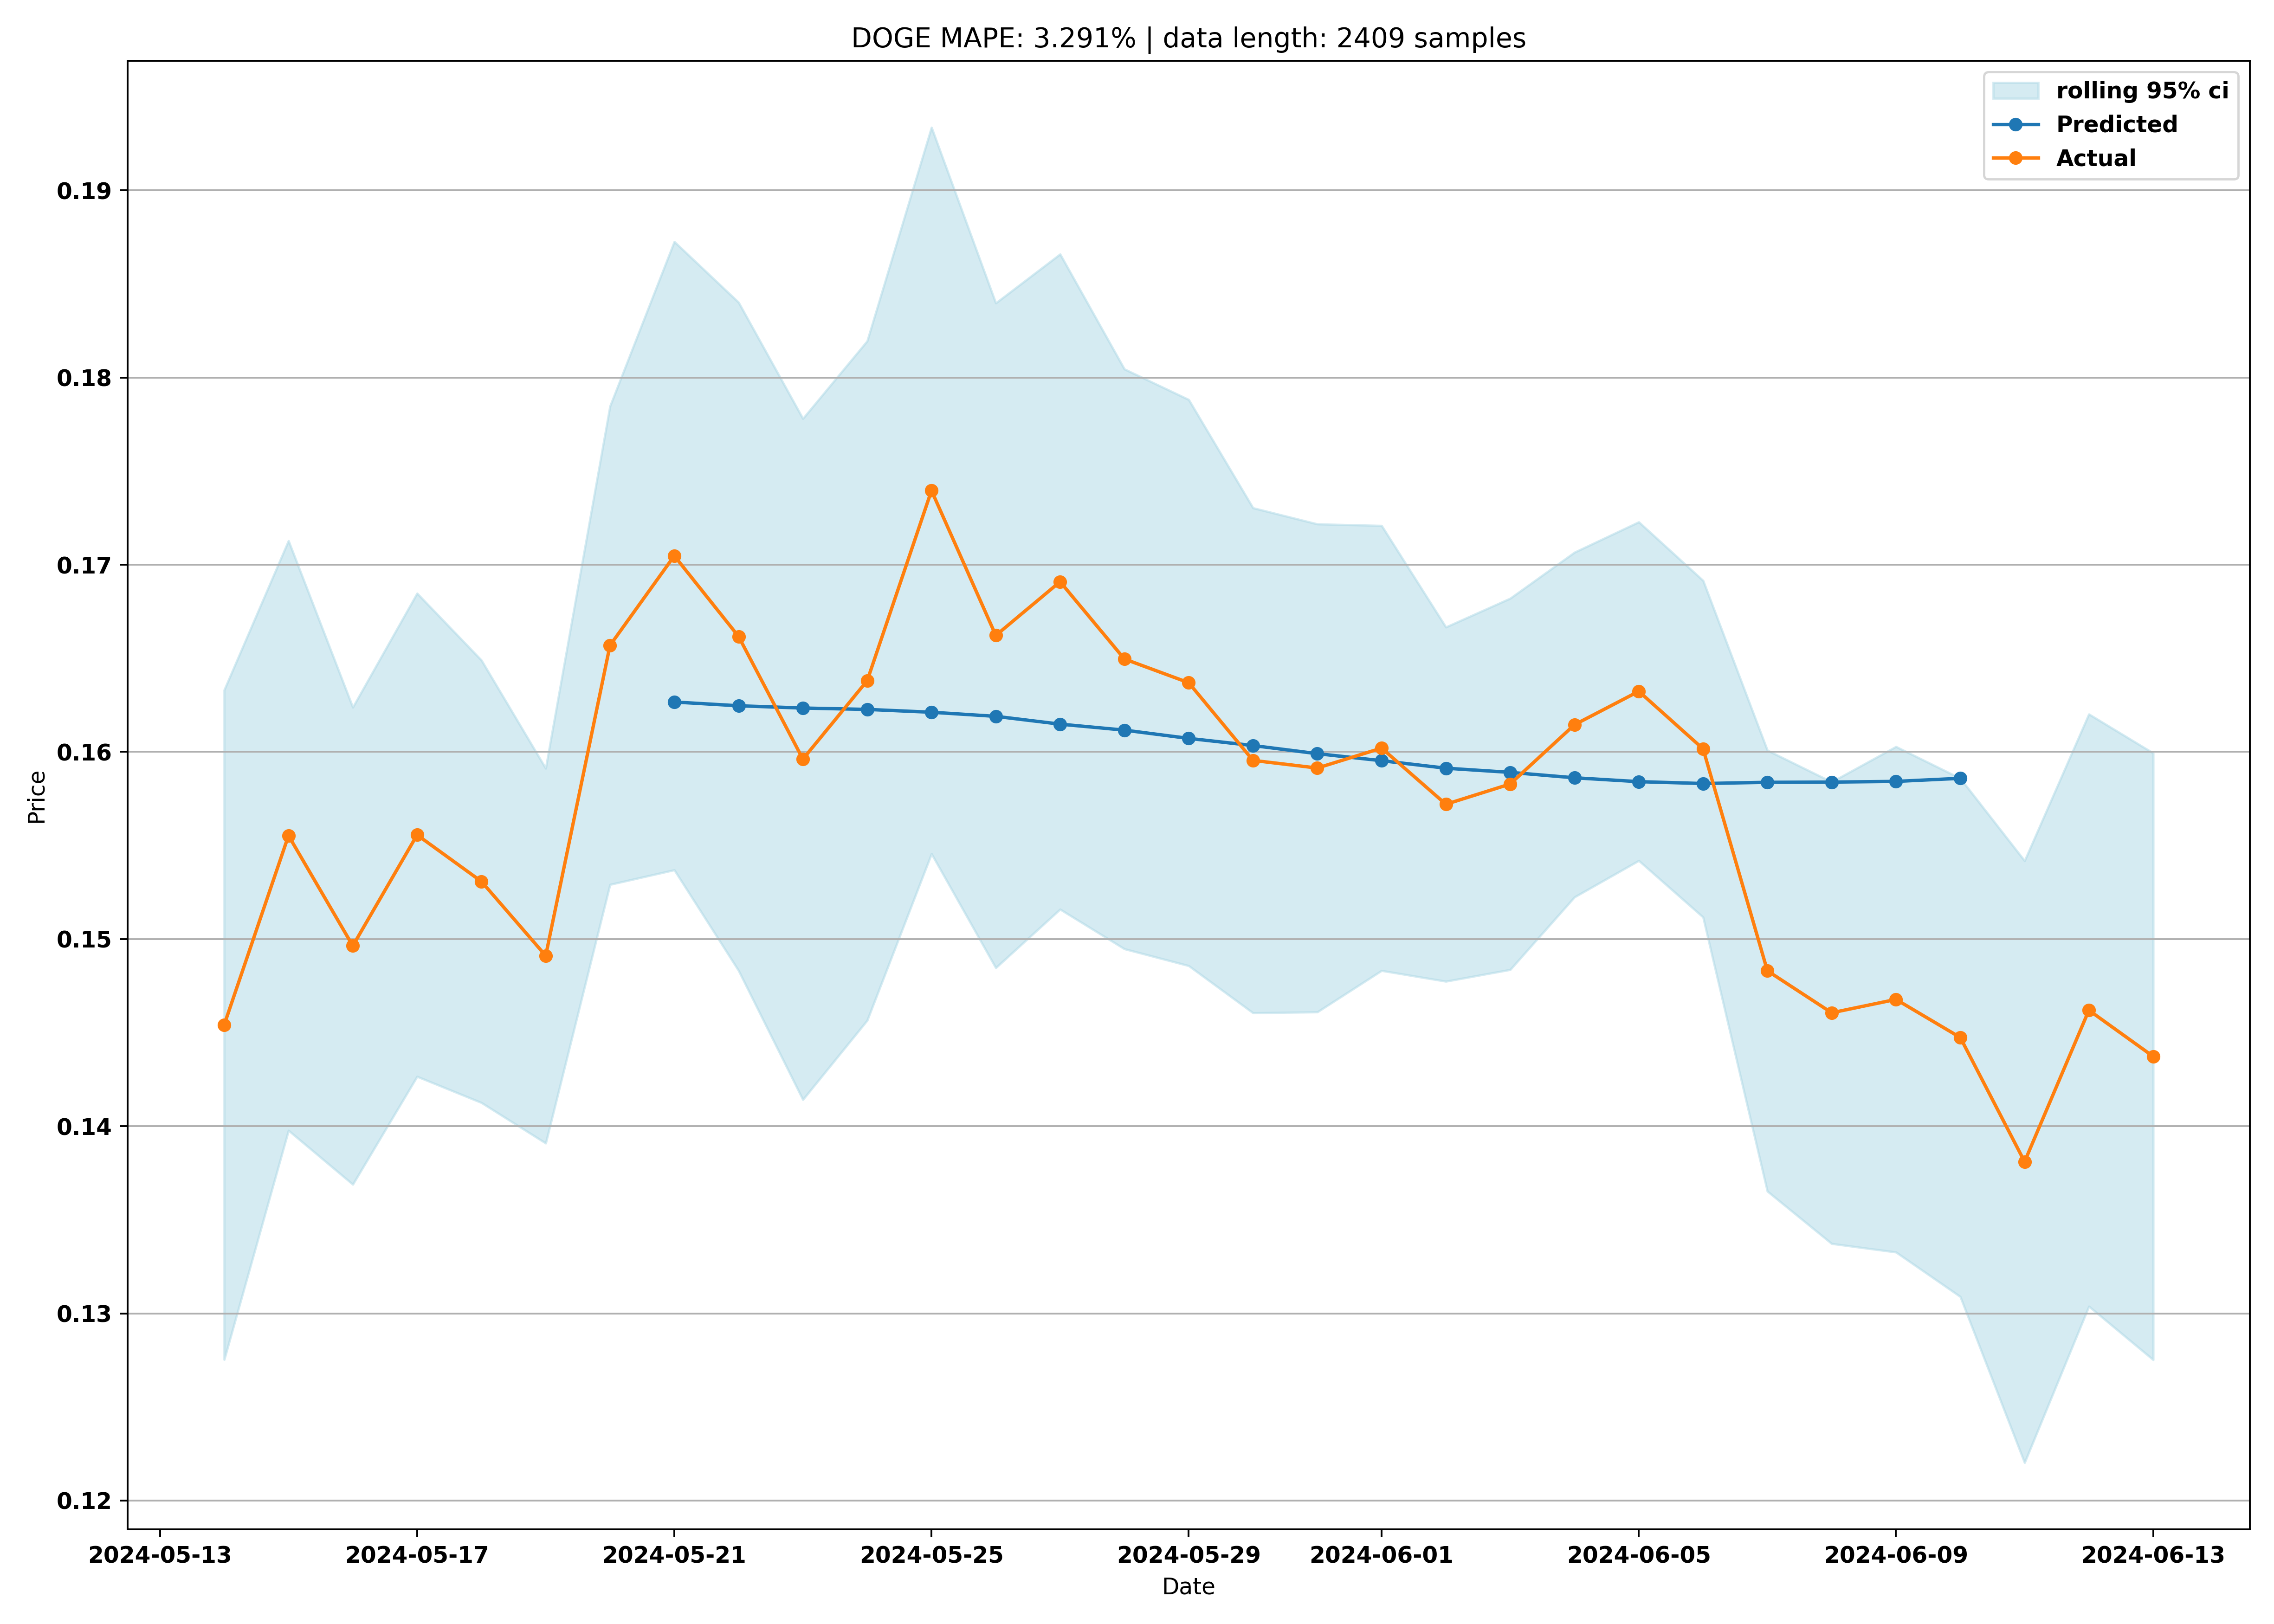 DOGE MAPE: 3.291% | data length: 2409 samples
rolling 95% ci
Predicted
Actual
0.19
0.18
0.17
0.16
0.15
0.14
0.13
0.12
Price
2024-05-13 2024-05-17 2024-05-21 2024-05-25 2024-05-29 2024-06-01 2024-06-05 2024-06-09 2024-06-13
Date